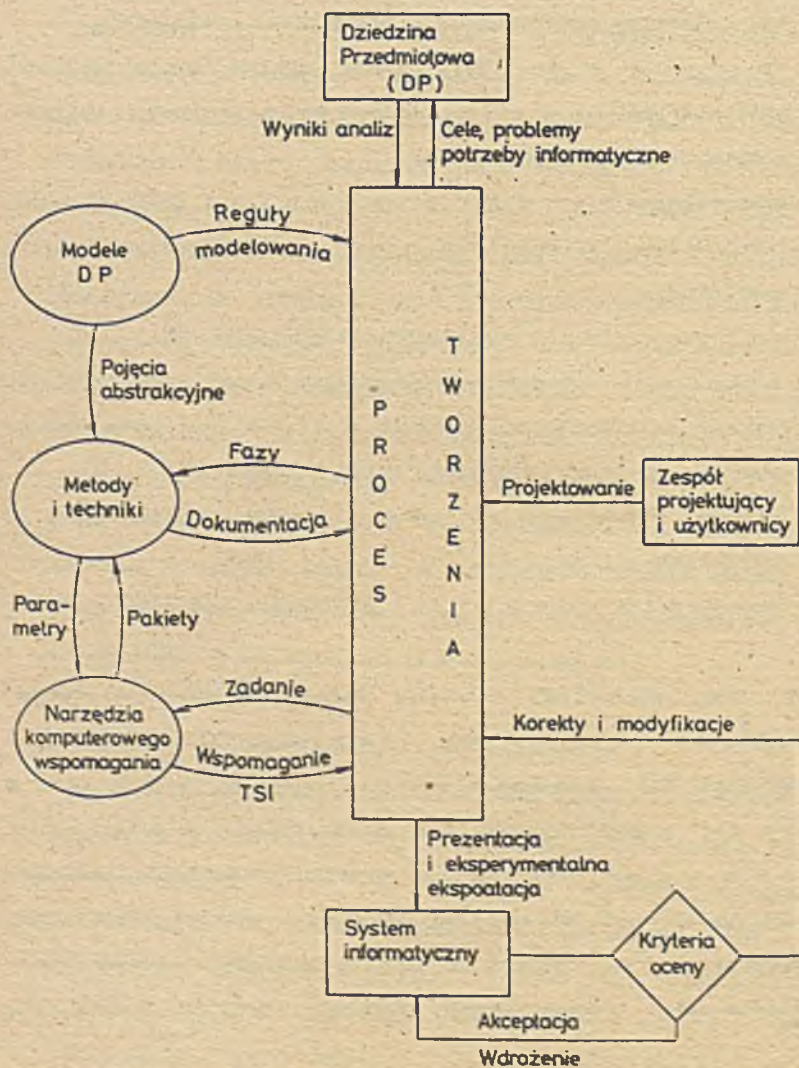 Dziedzina
Przedmiotowa
(DP)
Wyniki analiz
Cele, problemy
potrzeby informatyczne
Modele
DP
Reguły
modelowania
Pojęcia
abstrakcyjne
PROCES
TWORZENIA
Metody
i techniki
Fazy
Dokumentacja
Projektowanie
Zespół
projektujący
i użytkownicy
Para-
metry
Pakiety
Narzędzia
komputerowego
wspomagania
Zadanie
Wspomaganie
TSI
Korekty i modyfikacje
Prezentacja
i eksperymentalna
ekspoatacja
System
informatyczny
Kryteria
oceny
Akceptacja
Wdrożenie